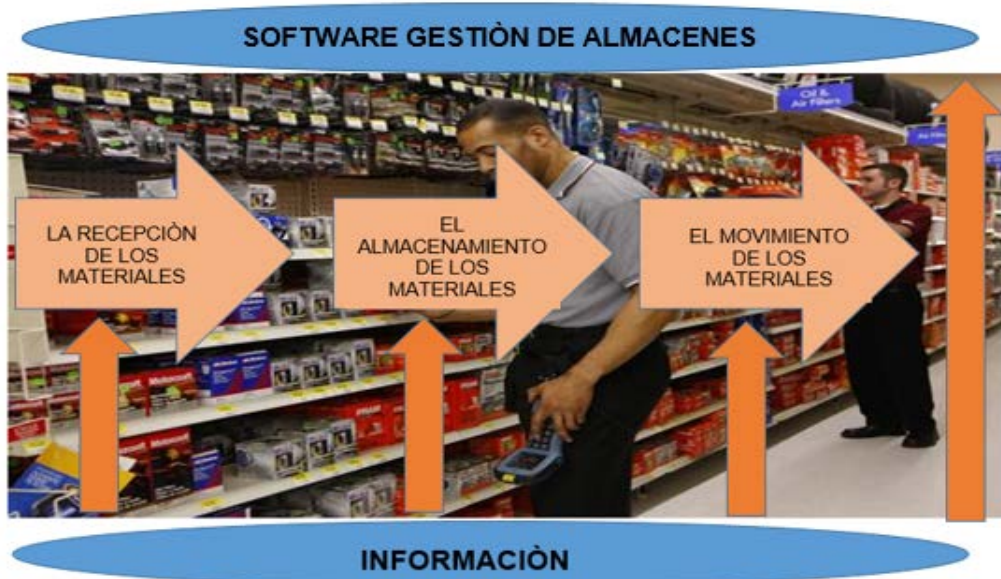 SOFTWARE GESTIÒN DE ALMACENES
Oil &
Air Filters
LA RECEPCIÒN
DE LOS
MATERIALES
EL
ALMACENAMIENTO
DE LOS
MATERIALES
EL MOVIMIENTO
DE LOS
MATERIALES
INFORMACIÒN